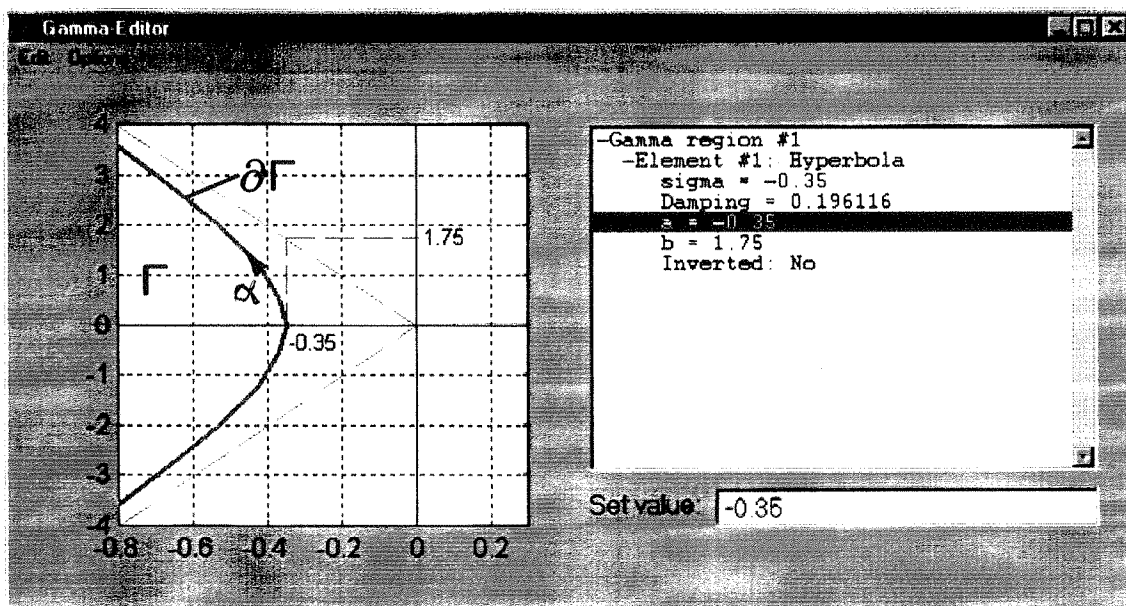 Gamma-Editor
Edit Options
4
3
2
1
0
-1
-2
-3
-4
-0.8 -0.6 -0.4 -0.2 0 0.2
∂Γ
Γ
α
1.75
-0.35
-Gamma region #1
-Element #1: Hyperbola
sigma = -0.35
Damping = 0.196116
a = -0.35
b = 1.75
Inverted: No
Set value: -0.35